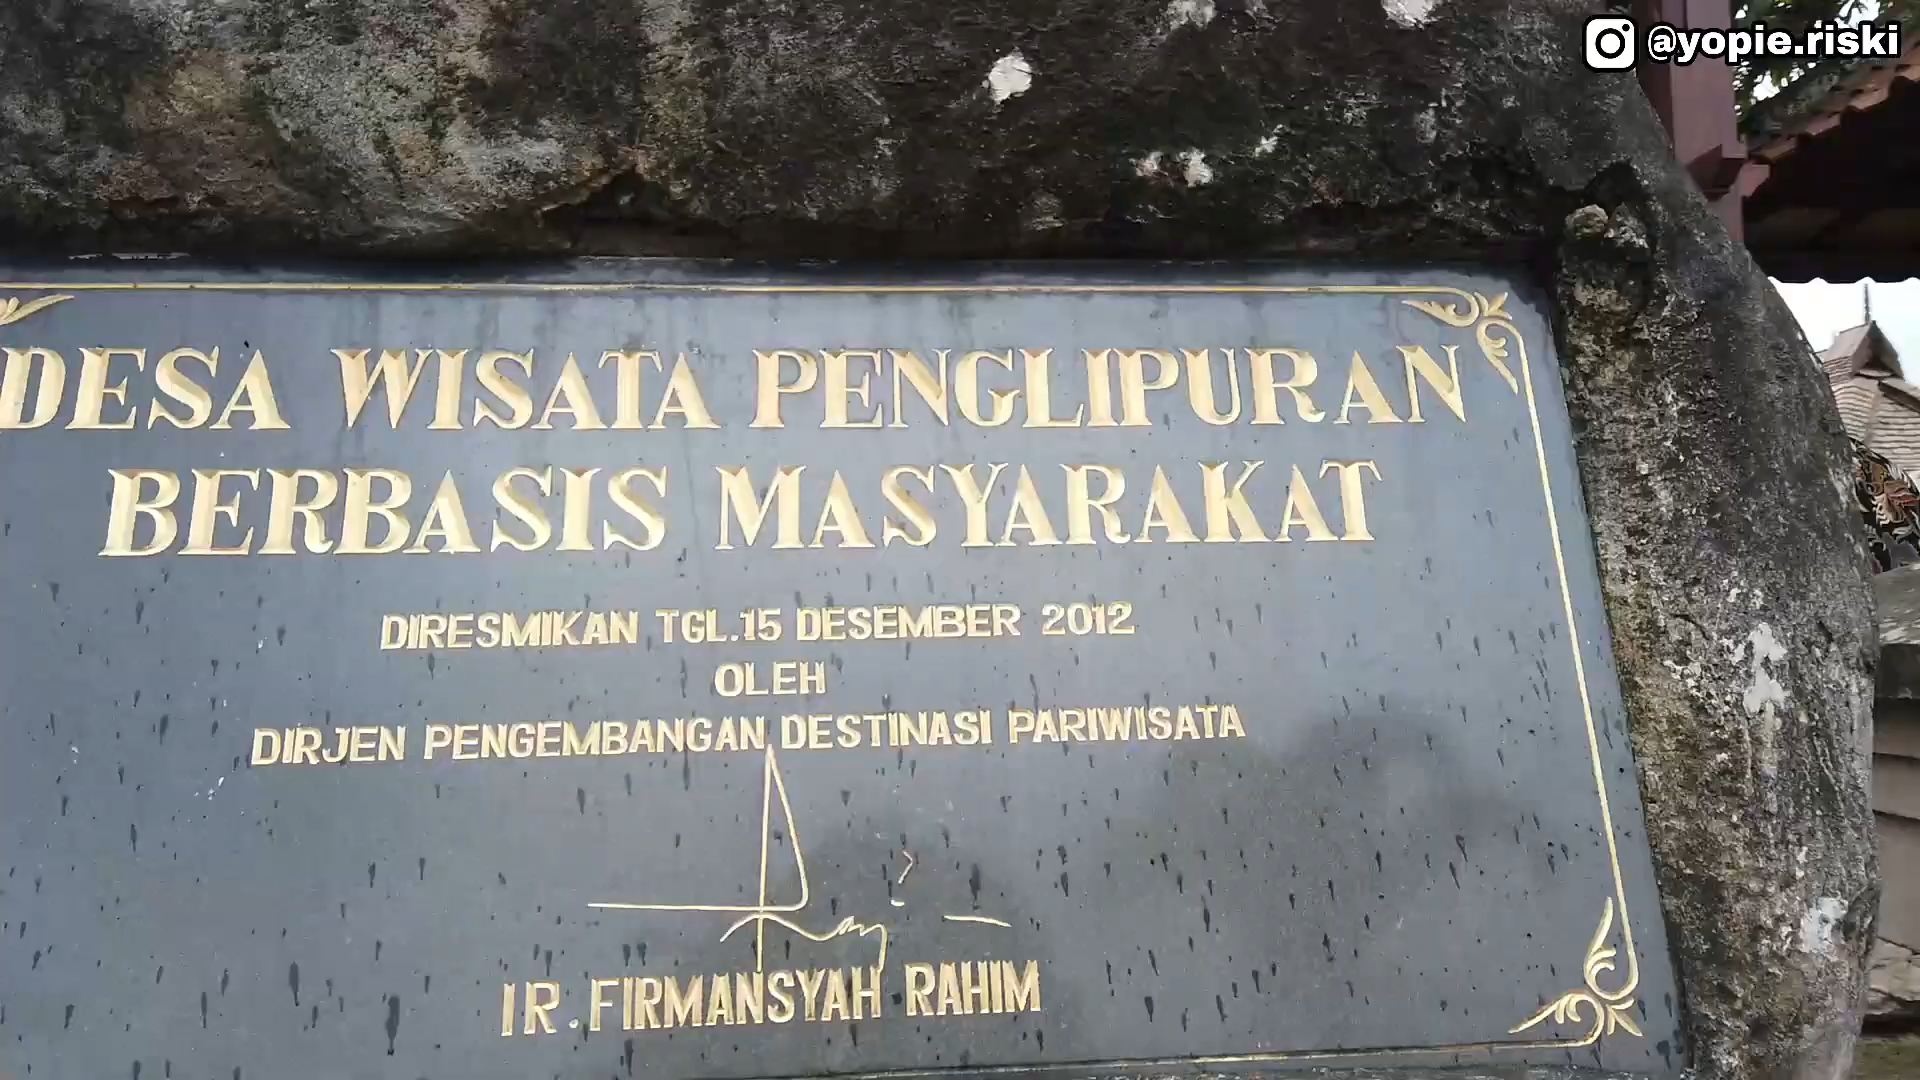 @yopie.riski
DESA WISATA PENGLIPURAN
BERBASIS MASYARAKAT
DIRESMIKAN TGL.15 DESEMBER 2012
OLEH
DIRJEN PENGEMBANGAN DESTINASI PARIWISATA
IR. FIRMANSYAH RAHIM